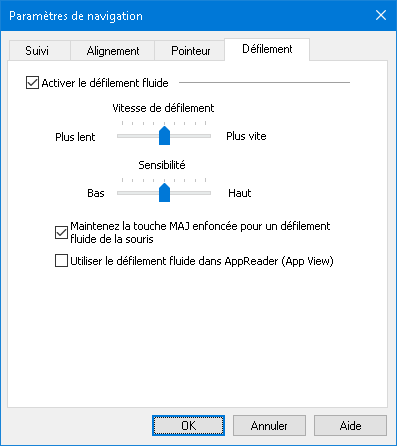 Paramètres de navigation
Suivi
Alignement
Pointeur
Défilement
Activer le défilement fluide
Vitesse de défilement
Plus lent
Plus vite
Sensibilité
Bas
Haut
Maintenez la touche MAJ enfoncée pour un défilement
fluide de la souris
Utiliser le défilement fluide dans AppReader (App View)
OK
Annuler
Aide